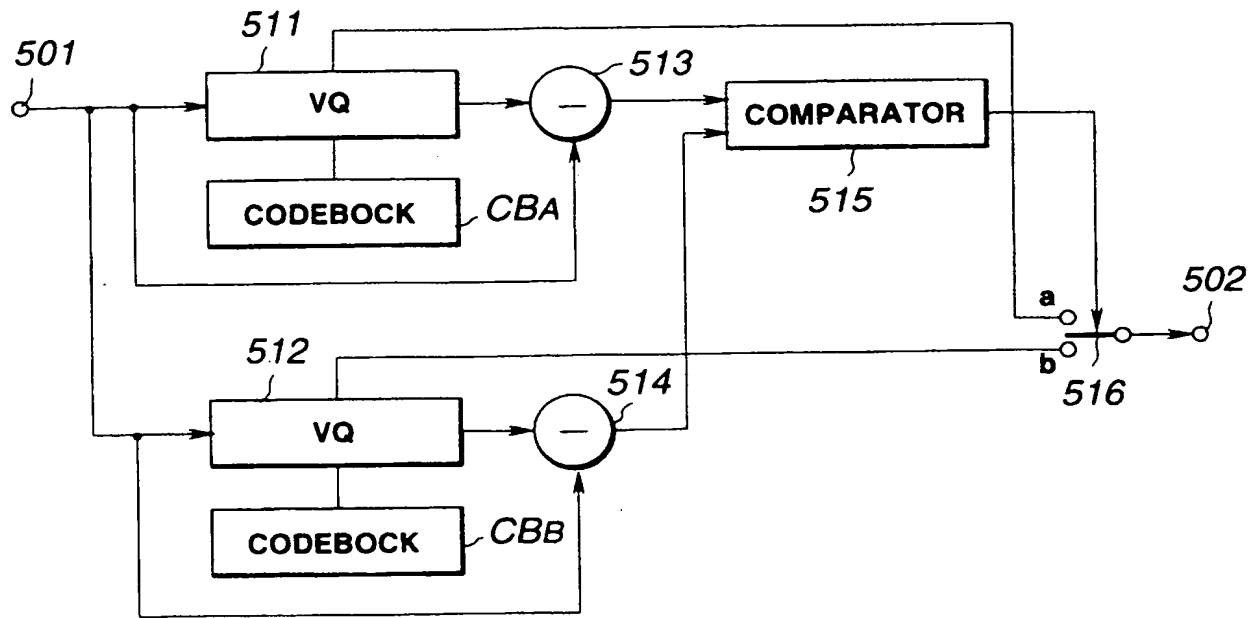 511
501
VQ
513
COMPARATOR
515
CODEBOCK
CBA
a
502
b
516
512
VQ
514
CODEBOCK
CBB